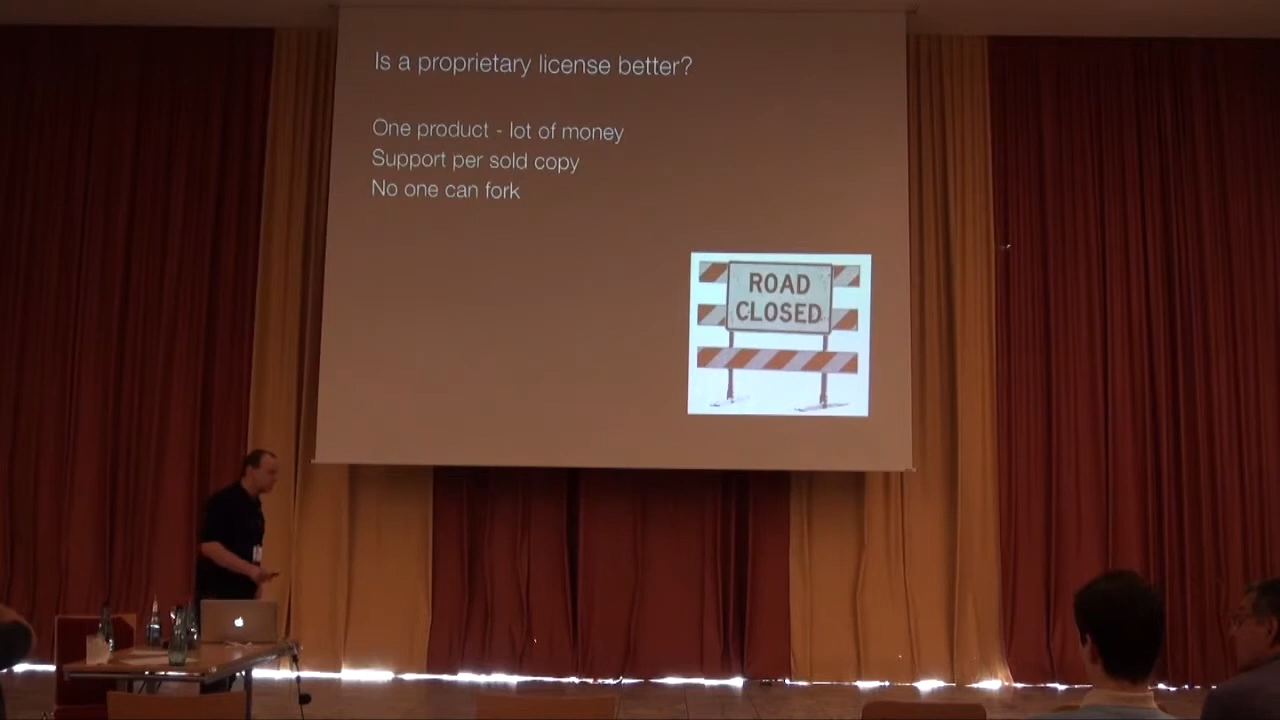 Is a proprietary license better?
One product - lot of money
Support per sold copy
No one can fork
ROAD
CLOSED